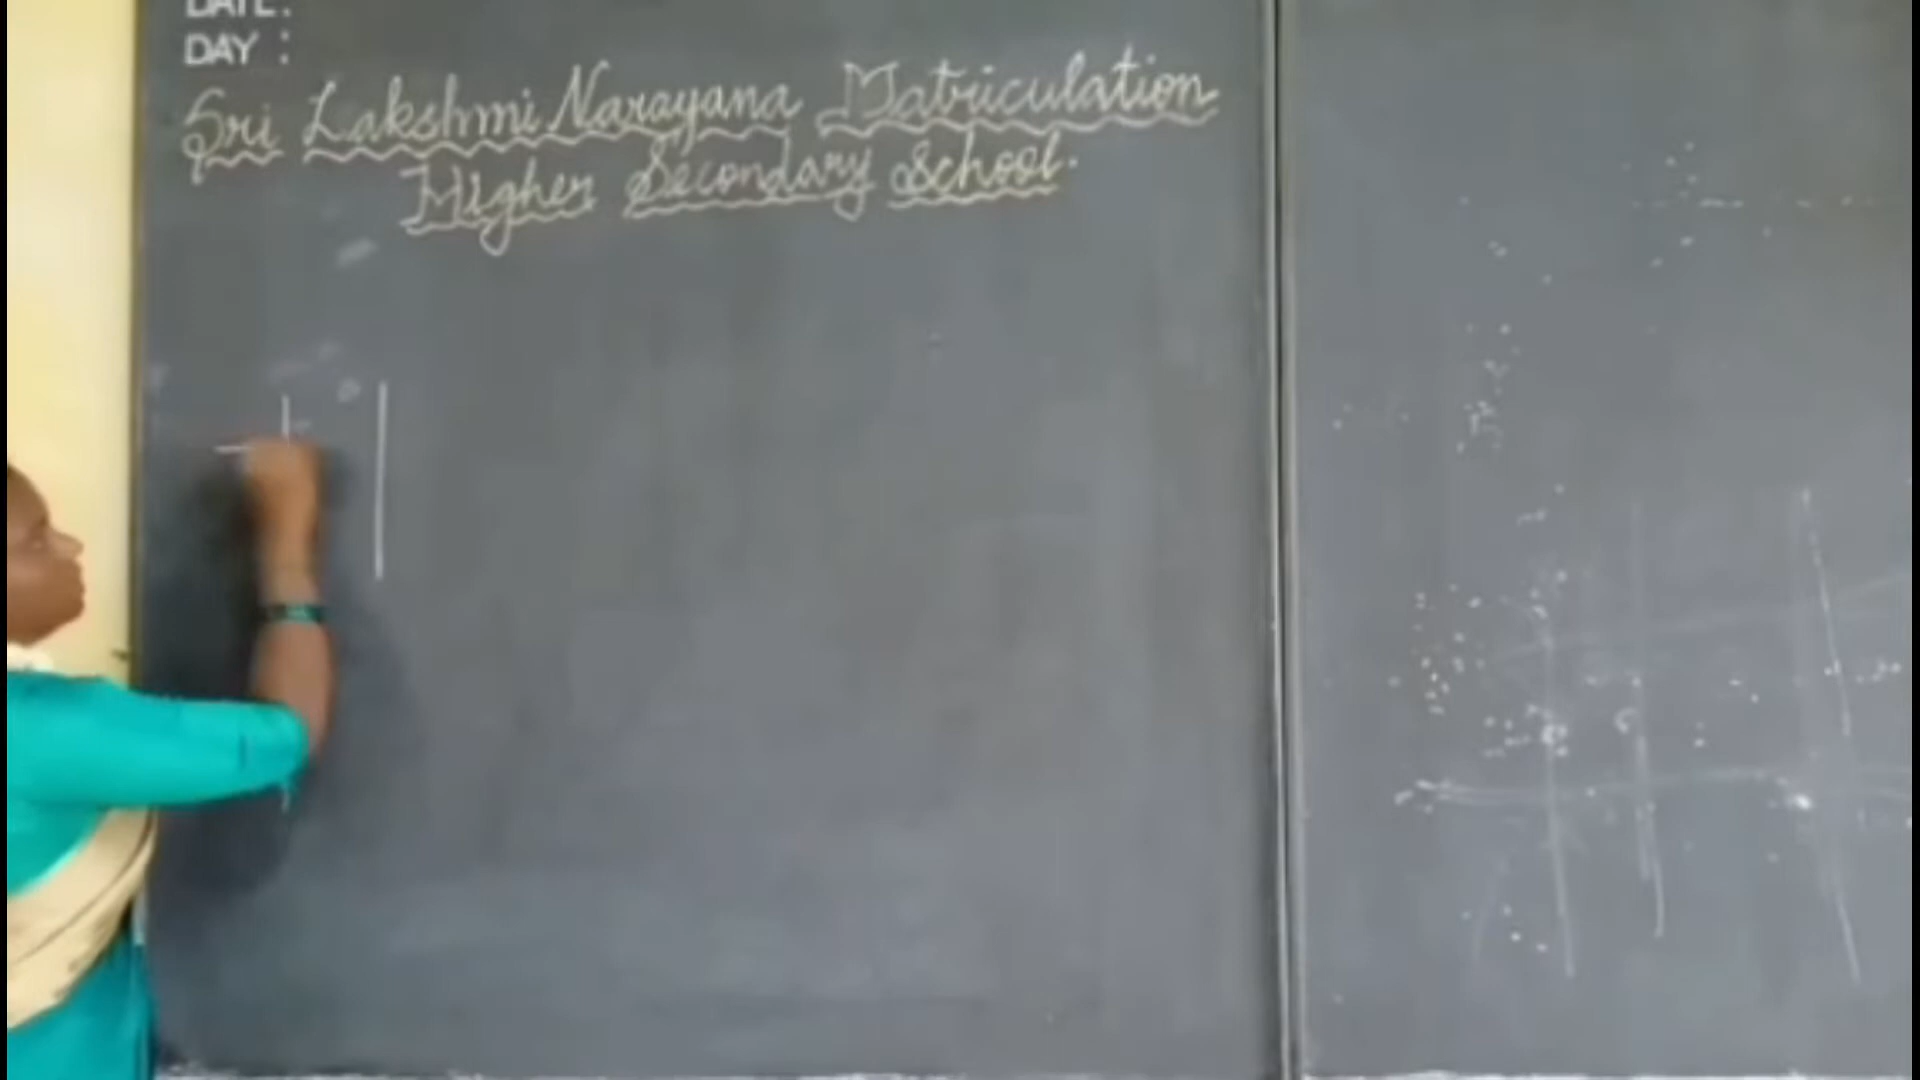 DATE:
DAY :
Sri Lakshmi Narayana Matriculation
Higher Secondary School.